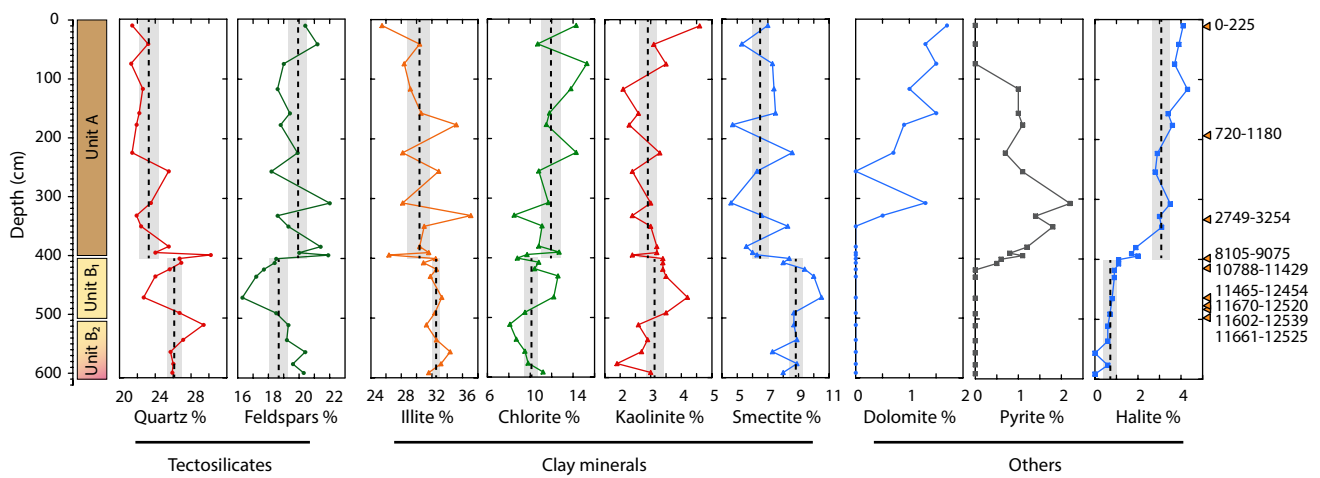 0
100
200
300
400
500
600
Depth (cm)
Unit A
Unit B₁
Unit B₂
20 24 28
16 18 20 22
24 28 32 36
6 10 14
2 3 4 5
5 7 9 11
0 1 2
0 1 2
0 2 4
Quartz %
Feldspars %
Illite %
Chlorite %
Kaolinite %
Smectite %
Dolomite %
Pyrite %
Halite %
Tectosilicates
Clay minerals
Others
0-225
720-1180
2749-3254
8105-9075
10788-11429
11465-12454
11670-12520
11602-12539
11661-12525